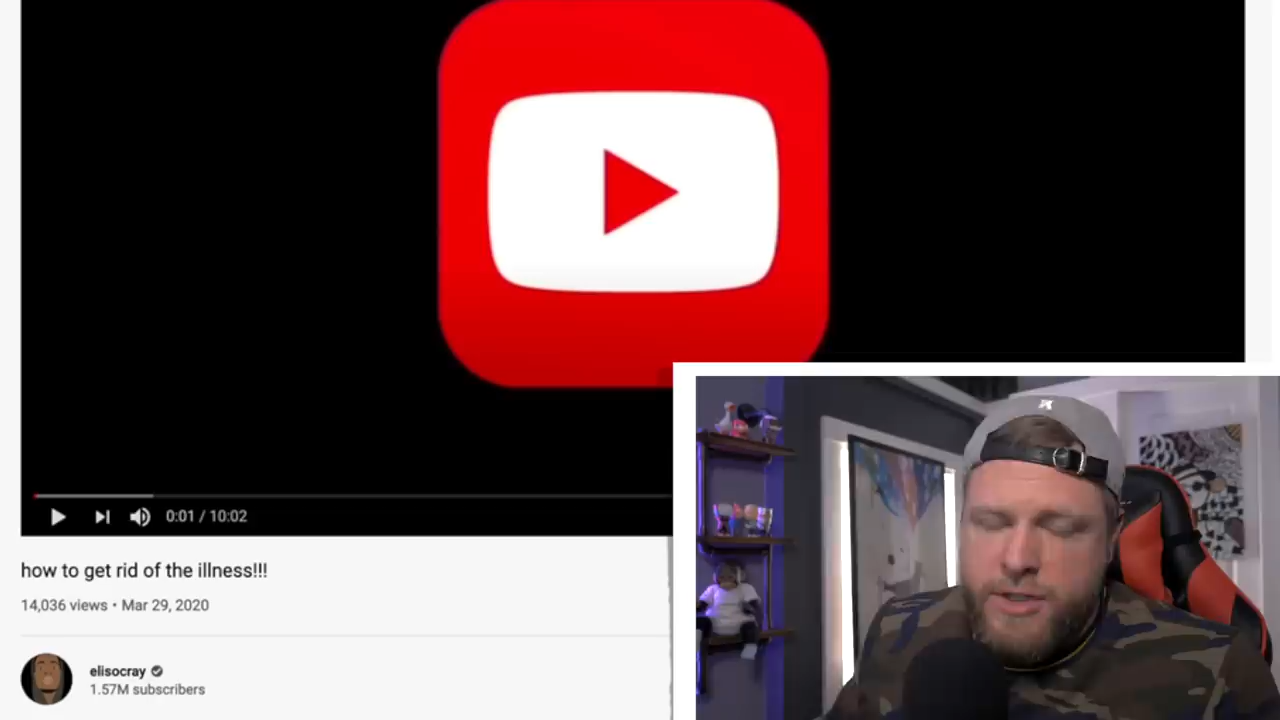 0:01 / 10:02
how to get rid of the illness!!!
14,036 views • Mar 29, 2020
elisocray
1.57M subscribers